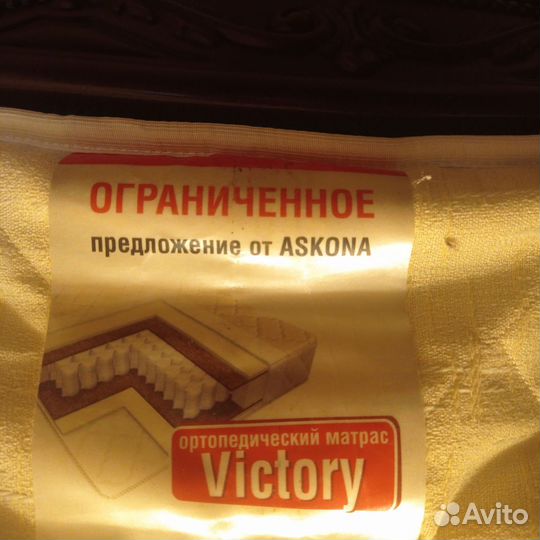 ОГРАНИЧЕННОЕ
предложение от ASKONA
ортопедический матрас
Victory
Avito